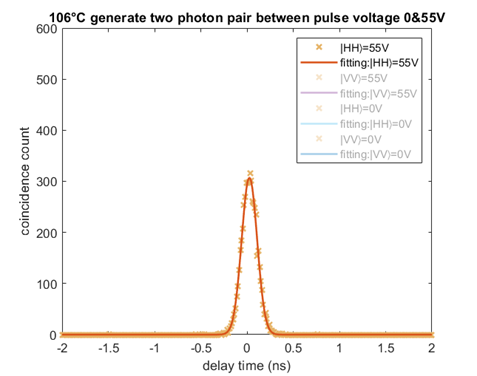 106°C generate two photon pair between pulse voltage 0&55V
600
500
400
300
200
100
0
coincidence count
|HH⟩=55V
fitting:|HH⟩=55V
|VV⟩=55V
fitting:|VV⟩=55V
|HH⟩=0V
fitting:|HH⟩=0V
|VV⟩=0V
fitting:|VV⟩=0V
-2 -1.5 -1 -0.5 0 0.5 1 1.5 2
delay time (ns)